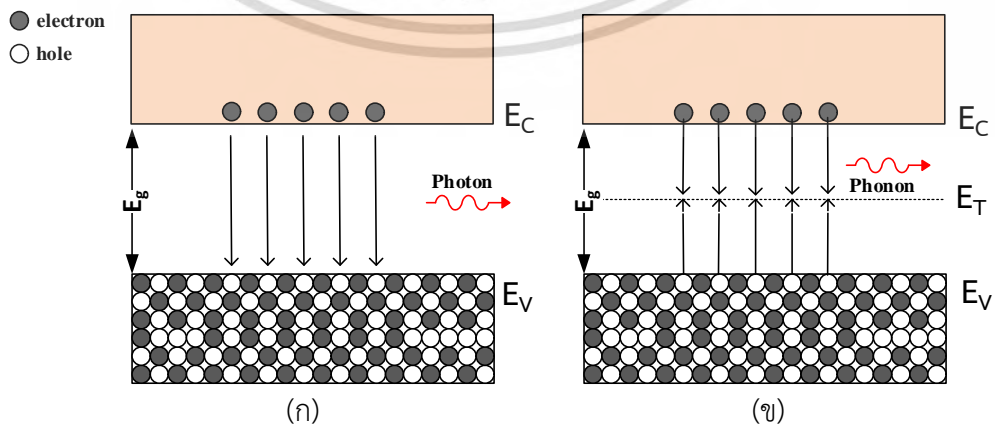 electron
hole
E_C
E_g
Photon
E_V
(ก)
E_C
E_g
Phonon
E_T
E_V
(ข)